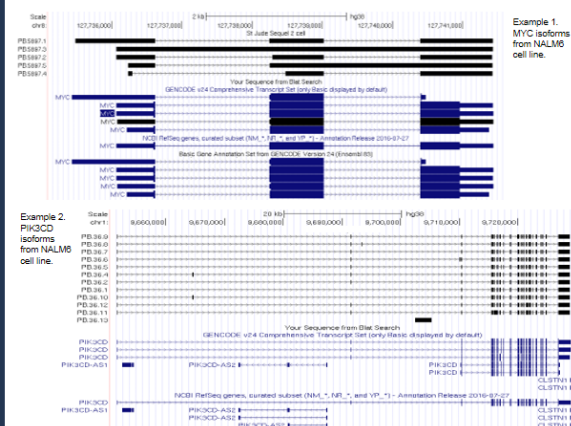 Scale 2 kb hg38
chr8: 127,736,000 127,737,000 127,738,000 127,739,000 127,740,000 127,741,000
St Jude Sequel 2 cell
PB5897.1
PB5897.3
PB5897.2
PB5897.5
PB5897.4
Your Sequence from Blat Search
GENCODE v24 Comprehensive Transcript Set (only Basic displayed by default)
MYC
MYC
MYC
MYC
MYC
NCBI RefSeq genes, curated subset (NM_*, NR_*, and YP_*) - Annotation Release 2016-07-27
MYC
Basic Gene Annotation Set from GENCODE Version 24 (Ensembl 85)
MYC
MYC
MYC
MYC
MYC
Example 1.
MYC isoforms
from NALM6
cell line.
Example 2.
PIK3CD
isoforms
from NALM6
cell line.
Scale 20 kb hg38
chr1: 9,660,000 9,670,000 9,680,000 9,690,000 9,700,000 9,710,000 9,720,000
PB.36.9
PB.36.8
PB.36.7
PB.36.6
PB.36.5
PB.36.4
PB.36.2
PB.36.1
PB.36.10
PB.36.12
PB.36.11
PB.36.13
Your Sequence from Blat Search
GENCODE v24 Comprehensive Transcript Set (only Basic displayed by default)
PIK3CD
PIK3CD
PIK3CD
PIK3CD-AS1 PIK3CD-AS2 PIK3CD
PIK3CD
CLSTN1
CLSTN1
NCBI RefSeq genes, curated subset (NM_*, NR_*, and YP_*) - Annotation Release 2016-07-27
PIK3CD
PIK3CD-AS1 PIK3CD-AS2 CLSTN1
PIK3CD-AS2 CLSTN1
PIK3CD-AS2 CLSTN1